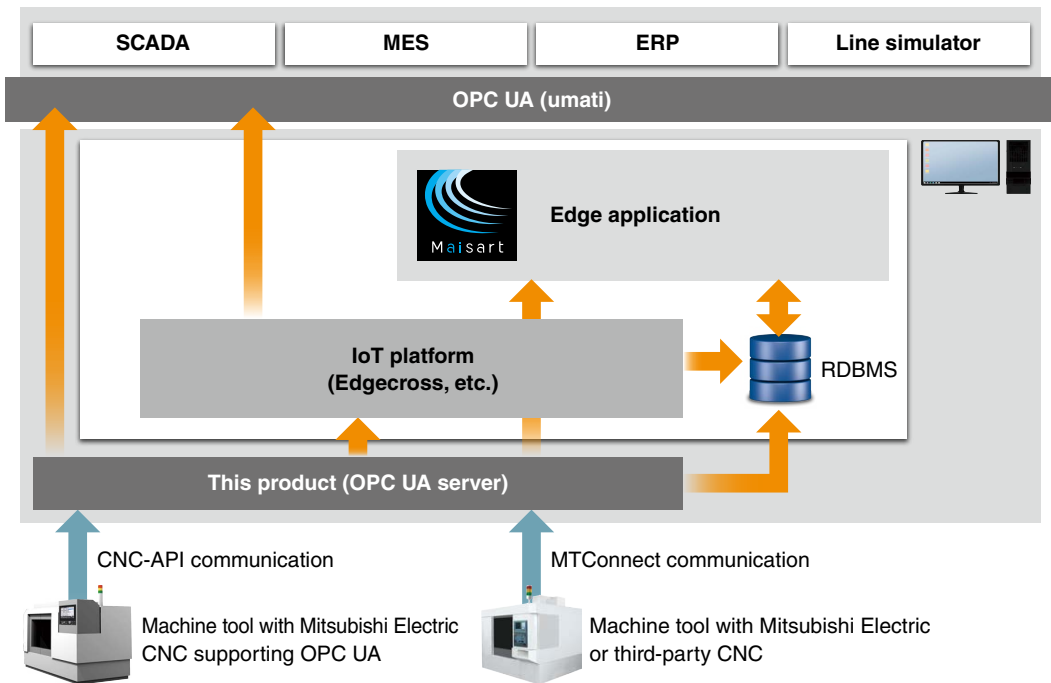 SCADA
MES
ERP
Line simulator
OPC UA (umati)
Maisart
Edge application
IoT platform
(Edgecross, etc.)
RDBMS
This product (OPC UA server)
CNC-API communication
MTConnect communication
Machine tool with Mitsubishi Electric
CNC supporting OPC UA
Machine tool with Mitsubishi Electric
or third-party CNC